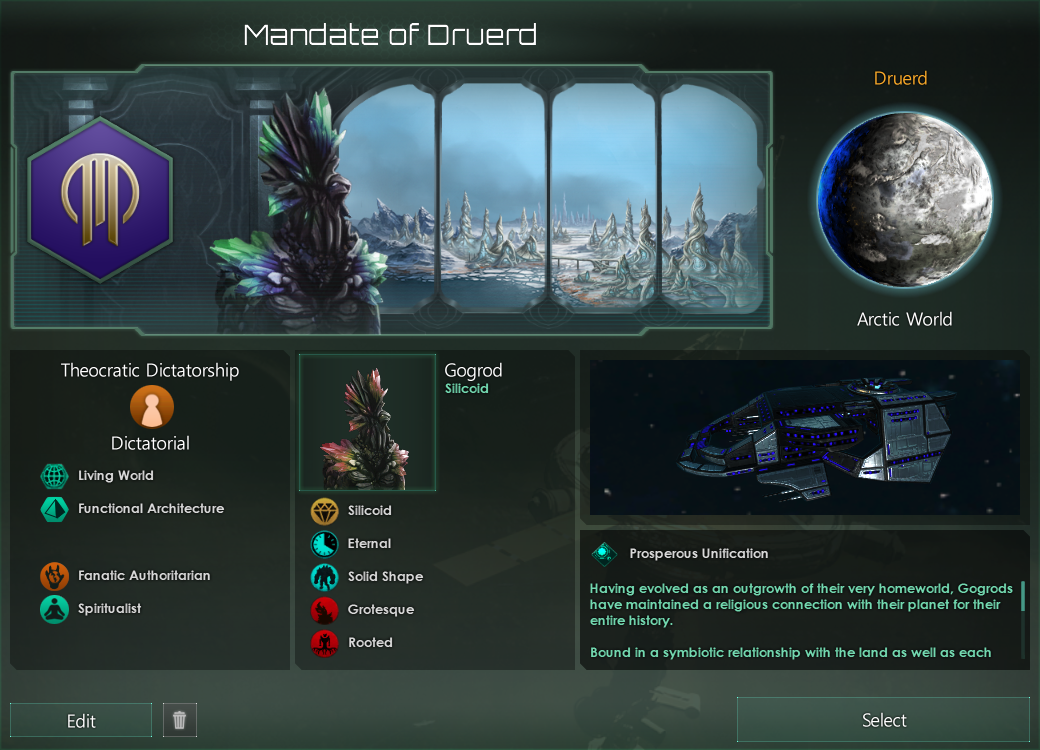 Mandate of Druerd
Druerd
Arctic World
Theocratic Dictatorship
Dictatorial
Living World
Functional Architecture
Fanatic Authoritarian
Spiritualist
Gogrod
Silicoid
Silicoid
Eternal
Solid Shape
Grotesque
Rooted
Prosperous Unification
Having evolved as an outgrowth of their very homeworld, Gogrods
have maintained a religious connection with their planet for their
entire history.
Bound in a symbiotic relationship with the land as well as each
Edit
Select